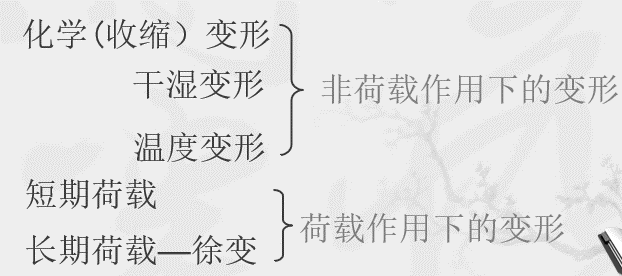 化学(收缩）变形
干湿变形
非荷载作用下的变形
温度变形
短期荷载
荷载作用下的变形
长期荷载—徐变